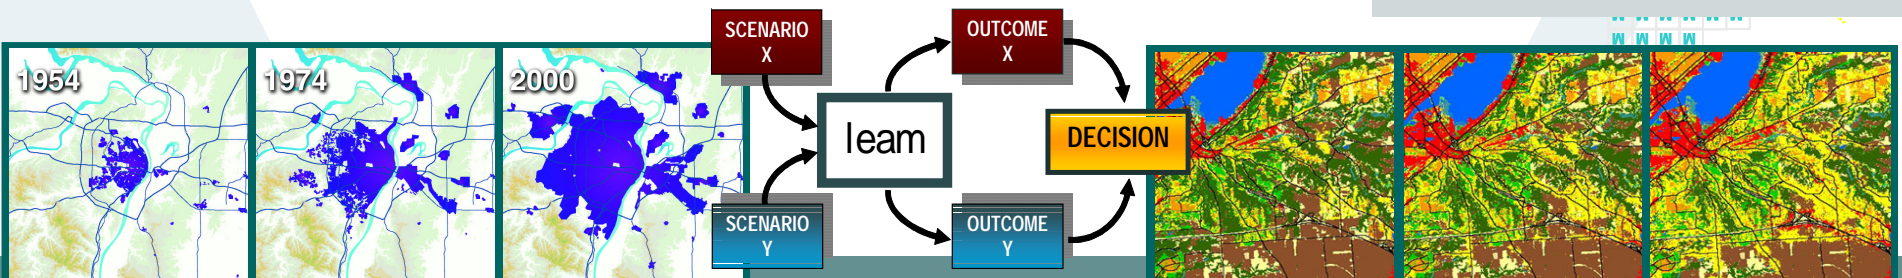 1954
1974
2000
SCENARIO
X
OUTCOME
X
leam
DECISION
SCENARIO
Y
OUTCOME
Y
M M M M M M
M M M M